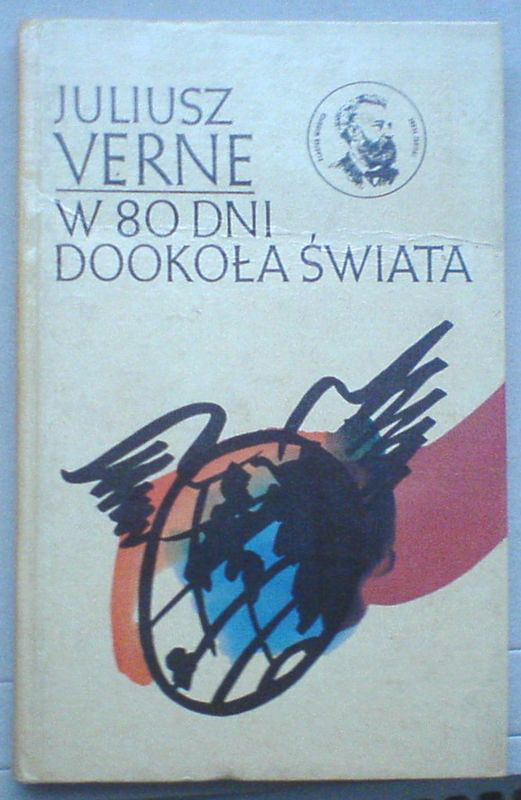 JULIUSZ
VERNE
W 80 DNI
DOOKOŁA ŚWIATA